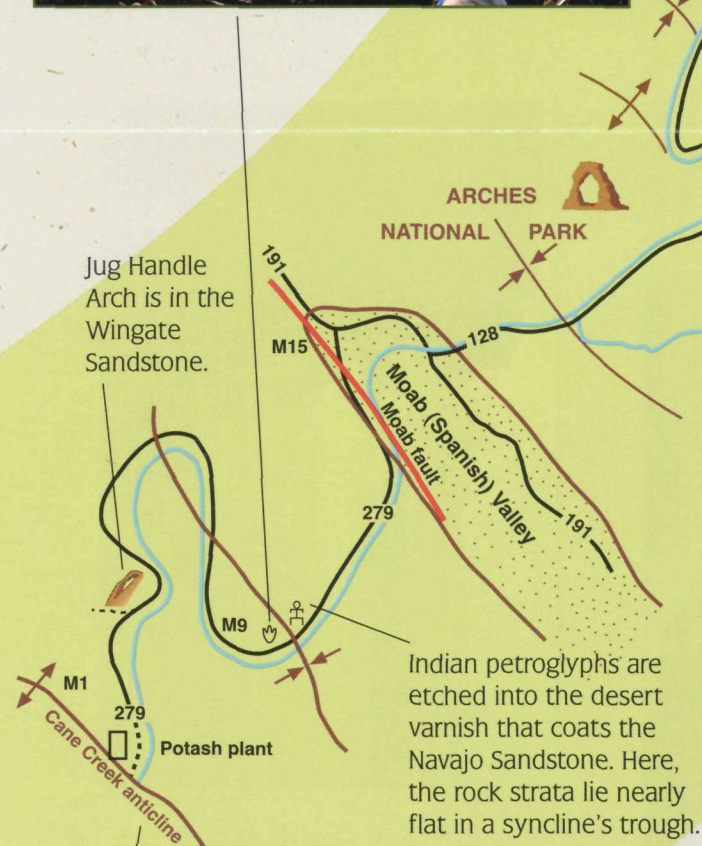 ARCHES
NATIONAL PARK
191
Jug Handle
Arch is in the
Wingate
Sandstone.
M15
128
Moab (Spanish) Valley
Moab fault
279
191
M9
Indian petroglyphs are
etched into the desert
varnish that coats the
Navajo Sandstone. Here,
the rock strata lie nearly
flat in a syncline's trough.
M1
279
Cane Creek anticline
Potash plant